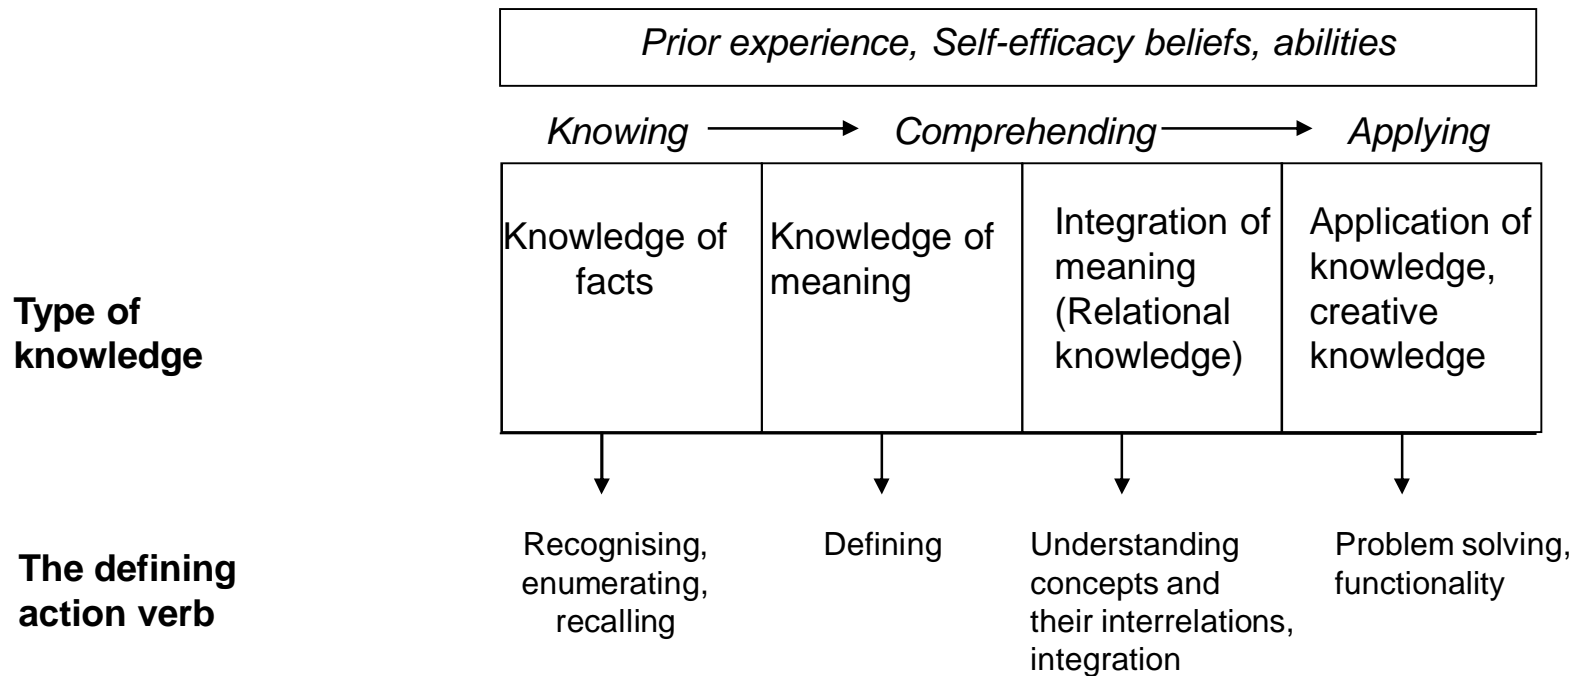 Prior experience, Self-efficacy beliefs, abilities
Knowing
Comprehending
Applying
Type of
knowledge
Knowledge of
facts
Knowledge of
meaning
Integration of
meaning
(Relational
knowledge)
Application of
knowledge,
creative
knowledge
The defining
action verb
Recognising,
enumerating,
recalling
Defining
Understanding
concepts and
their interrelations,
integration
Problem solving,
functionality